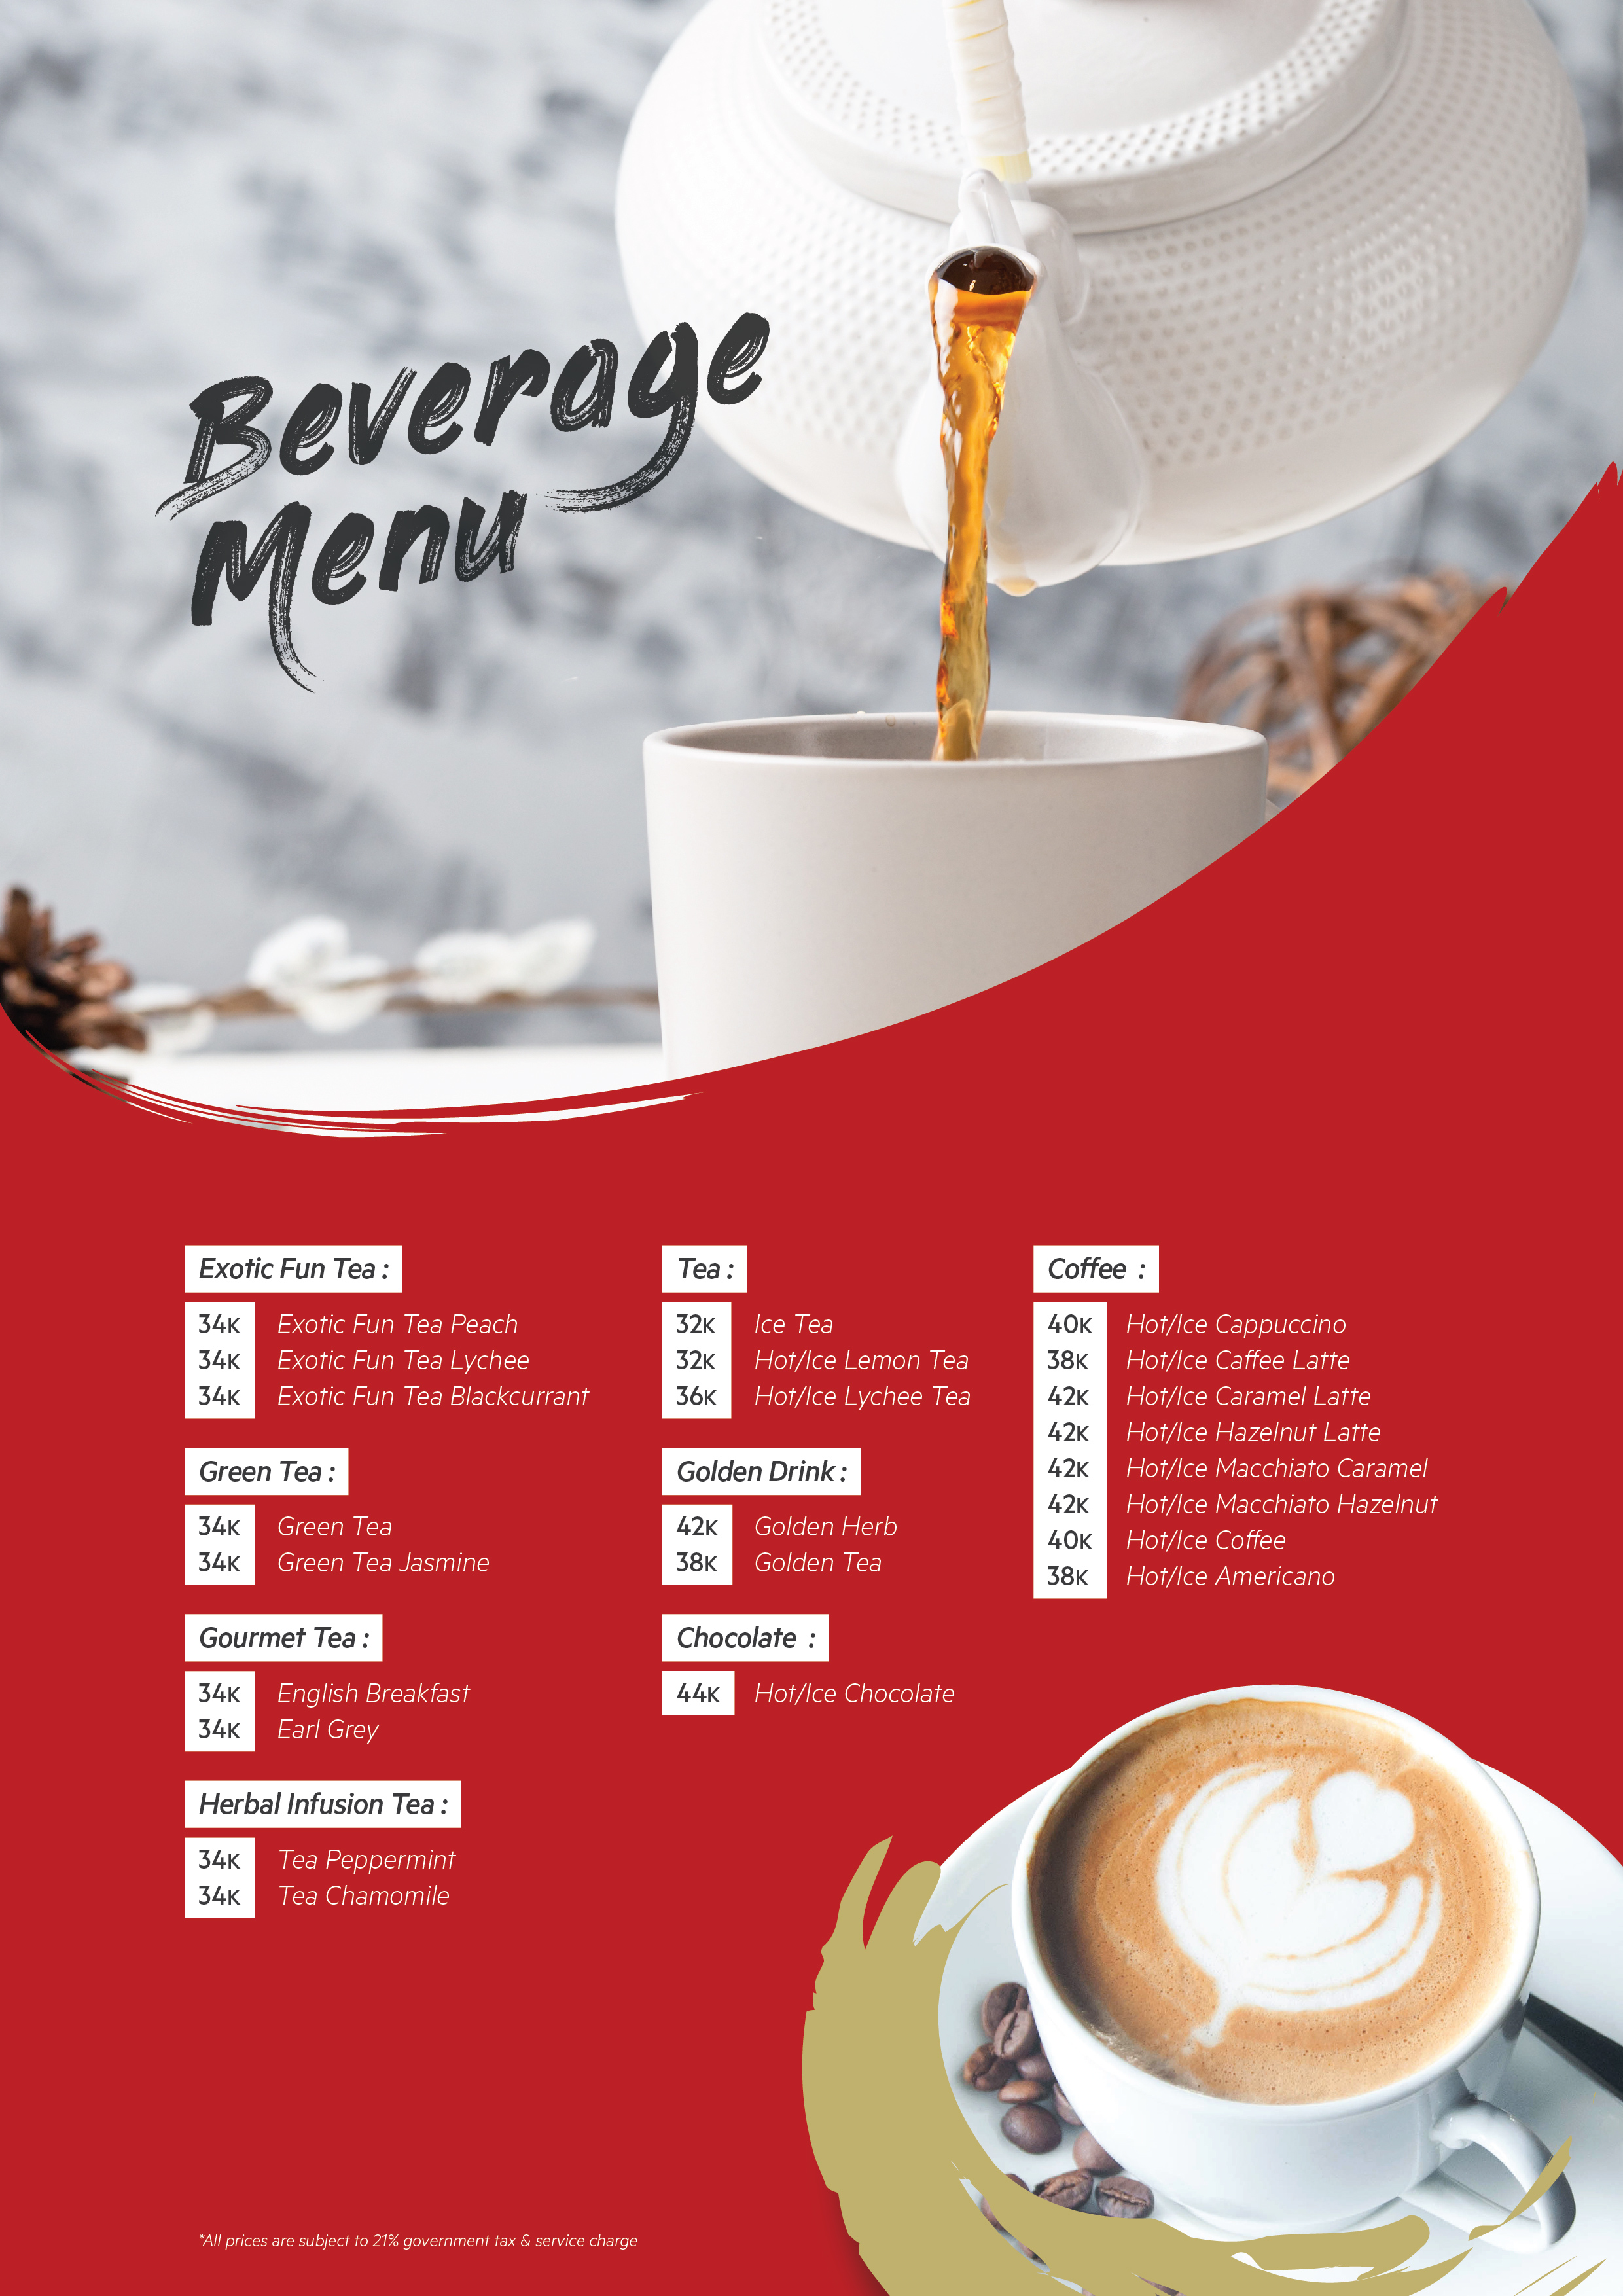 Beverage
Menu
Exotic Fun Tea :
34K Exotic Fun Tea Peach
34K Exotic Fun Tea Lychee
34K Exotic Fun Tea Blackcurrant
Green Tea :
34K Green Tea
34K Green Tea Jasmine
Gourmet Tea :
34K English Breakfast
34K Earl Grey
Herbal Infusion Tea :
34K Tea Peppermint
34K Tea Chamomile
Tea :
32K Ice Tea
32K Hot/Ice Lemon Tea
36K Hot/Ice Lychee Tea
Golden Drink :
42K Golden Herb
38K Golden Tea
Chocolate :
44K Hot/Ice Chocolate
Coffee :
40K Hot/Ice Cappuccino
38K Hot/Ice Caffee Latte
42K Hot/Ice Caramel Latte
42K Hot/Ice Hazelnut Latte
42K Hot/Ice Macchiato Caramel
42K Hot/Ice Macchiato Hazelnut
40K Hot/Ice Coffee
38K Hot/Ice Americano
*All prices are subject to 21% government tax & service charge